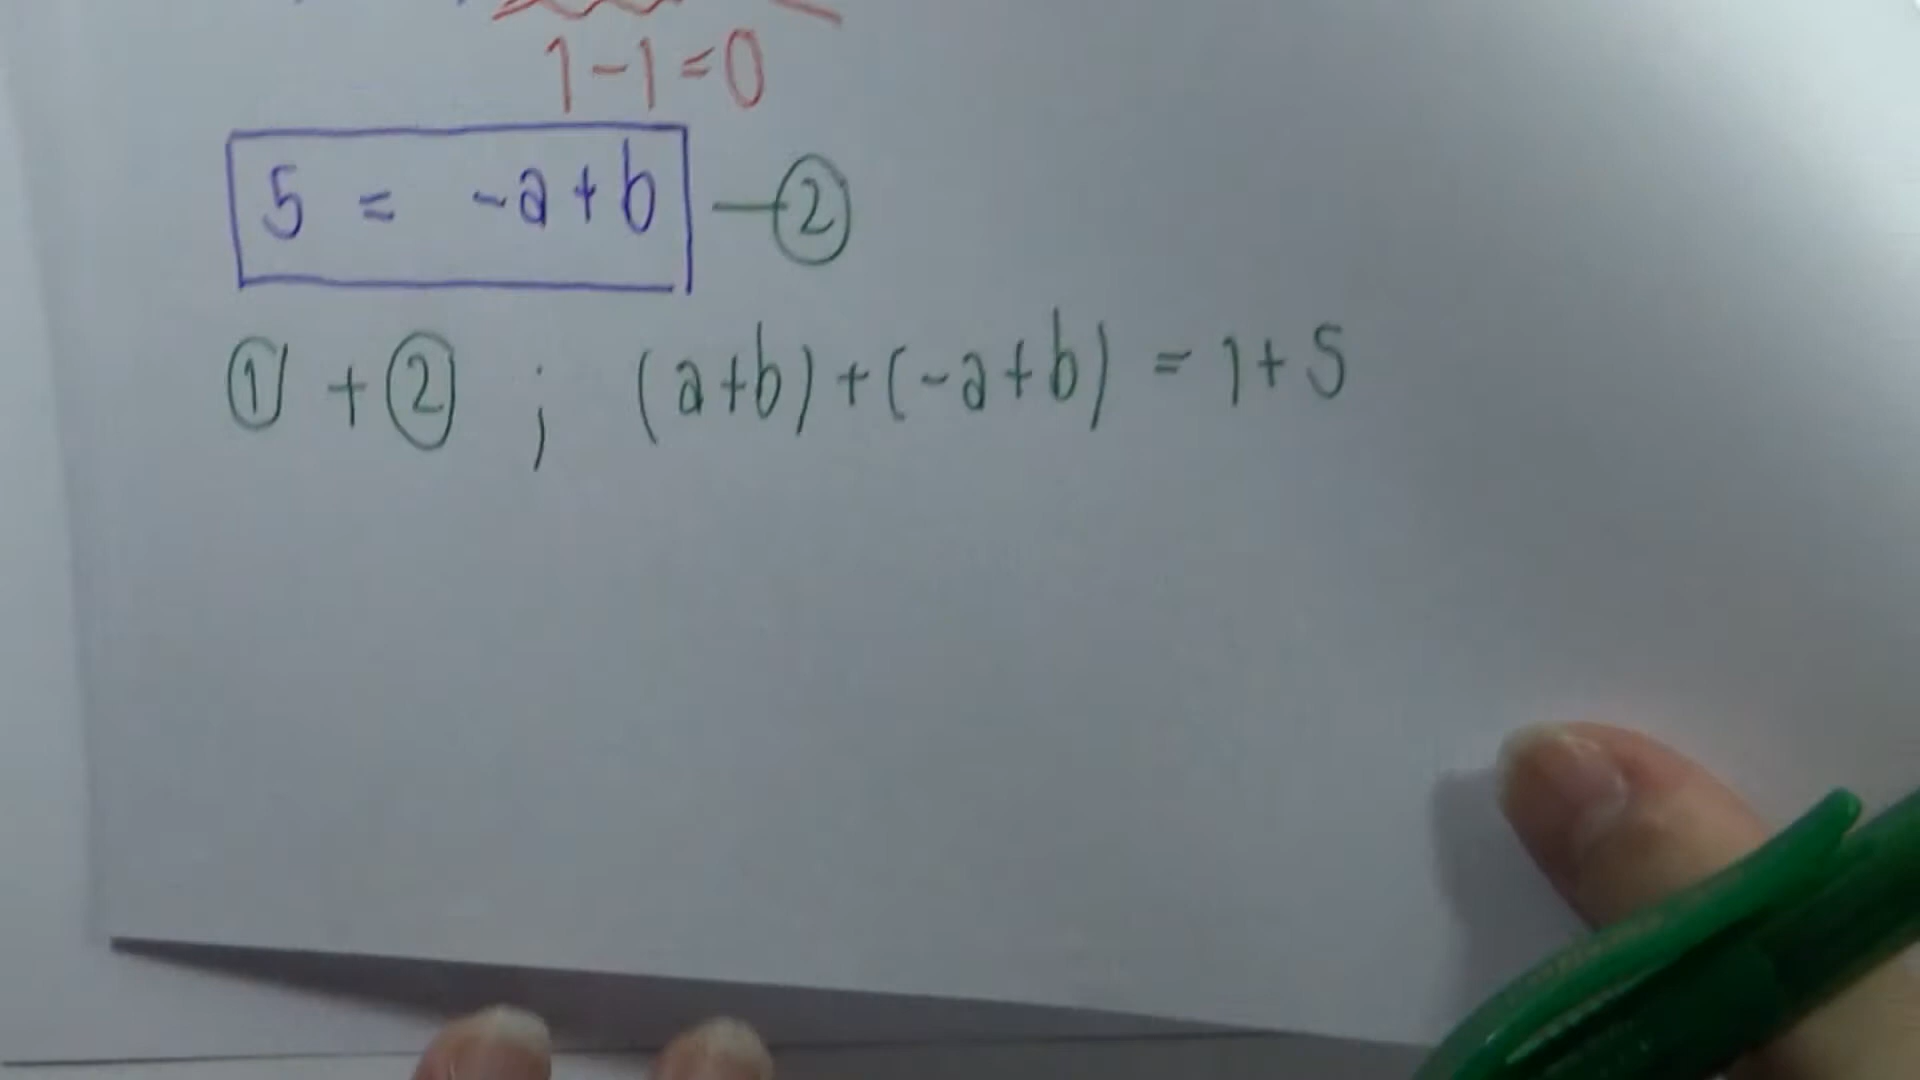 1-1=0
5 = -a+b —②
① + ② ; (a+b)+(-a+b) = 1+5